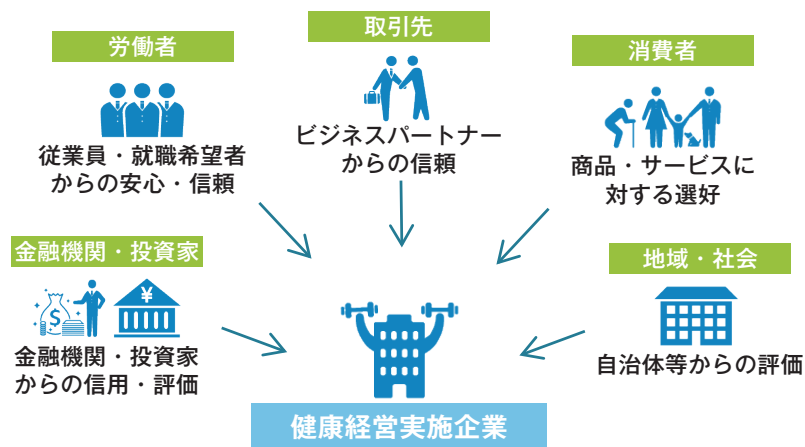 労働者
従業員・就職希望者
からの安心・信頼
取引先
ビジネスパートナー
からの信頼
消費者
商品・サービスに
対する選好
金融機関・投資家
$
¥
金融機関・投資家
からの信用・評価
地域・社会
自治体等からの評価
健康経営実施企業